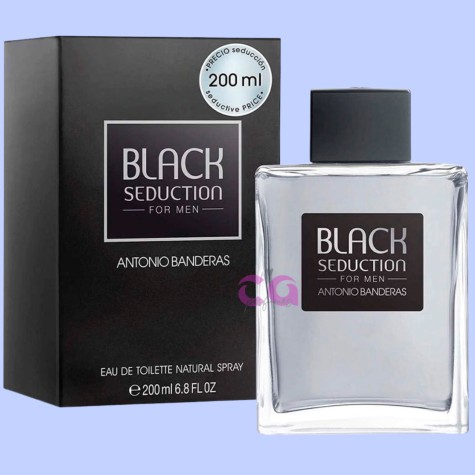 •PRECIO seducción•
200 ml
seductive PRICE•
BLACK
SEDUCTION
FOR MEN
ANTONIO BANDERAS
EAU DE TOILETTE NATURAL SPRAY
℮ 200 ml 6.8 FL OZ
BLACK
SEDUCTION
FOR MEN
ANTONIO BANDERAS
CG